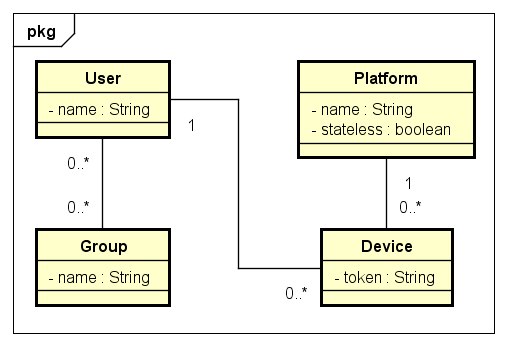 pkg
User
- name : String
Platform
- name : String
- stateless : boolean
1
0..*
0..*
1
0..*
Group
- name : String
Device
- token : String
0..*